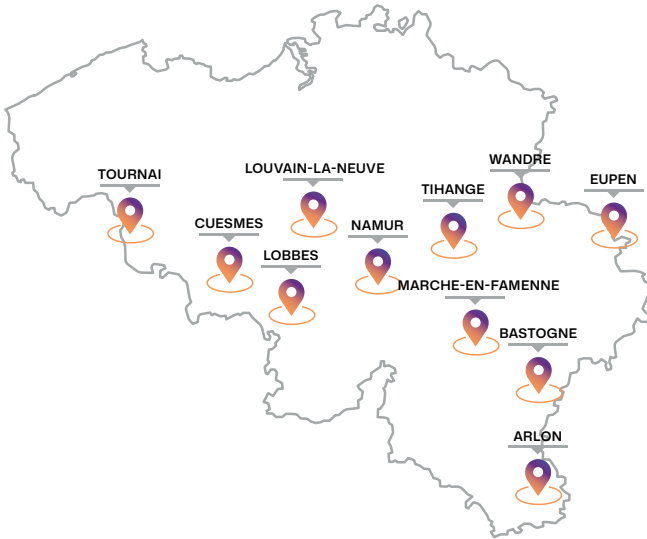 WANDRE
LOUVAIN-LA-NEUVE
TOURNAI
EUPEN
TIHANGE
CUESMES
NAMUR
LOBBES
MARCHE-EN-FAMENNE
BASTOGNE
ARLON